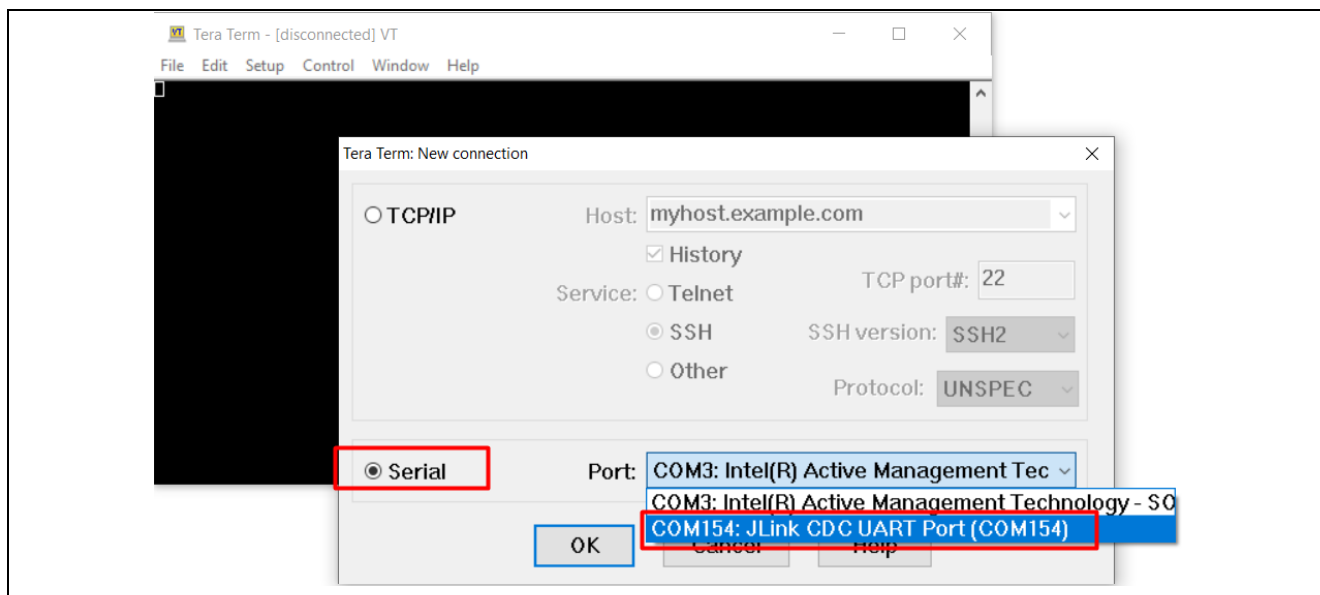 Tera Term - [disconnected] VT
File Edit Setup Control Window Help
Tera Term: New connection
TCP/IP Host: myhost.example.com
History
TCP port#: 22
Service: Telnet
SSH SSH version: SSH2
Other
Protocol: UNSPEC
Serial Port: COM3: Intel(R) Active Management Tec
COM3: Intel(R) Active Management Technology - SO
COM154: JLink CDC UART Port (COM154)
OK Cancel Help